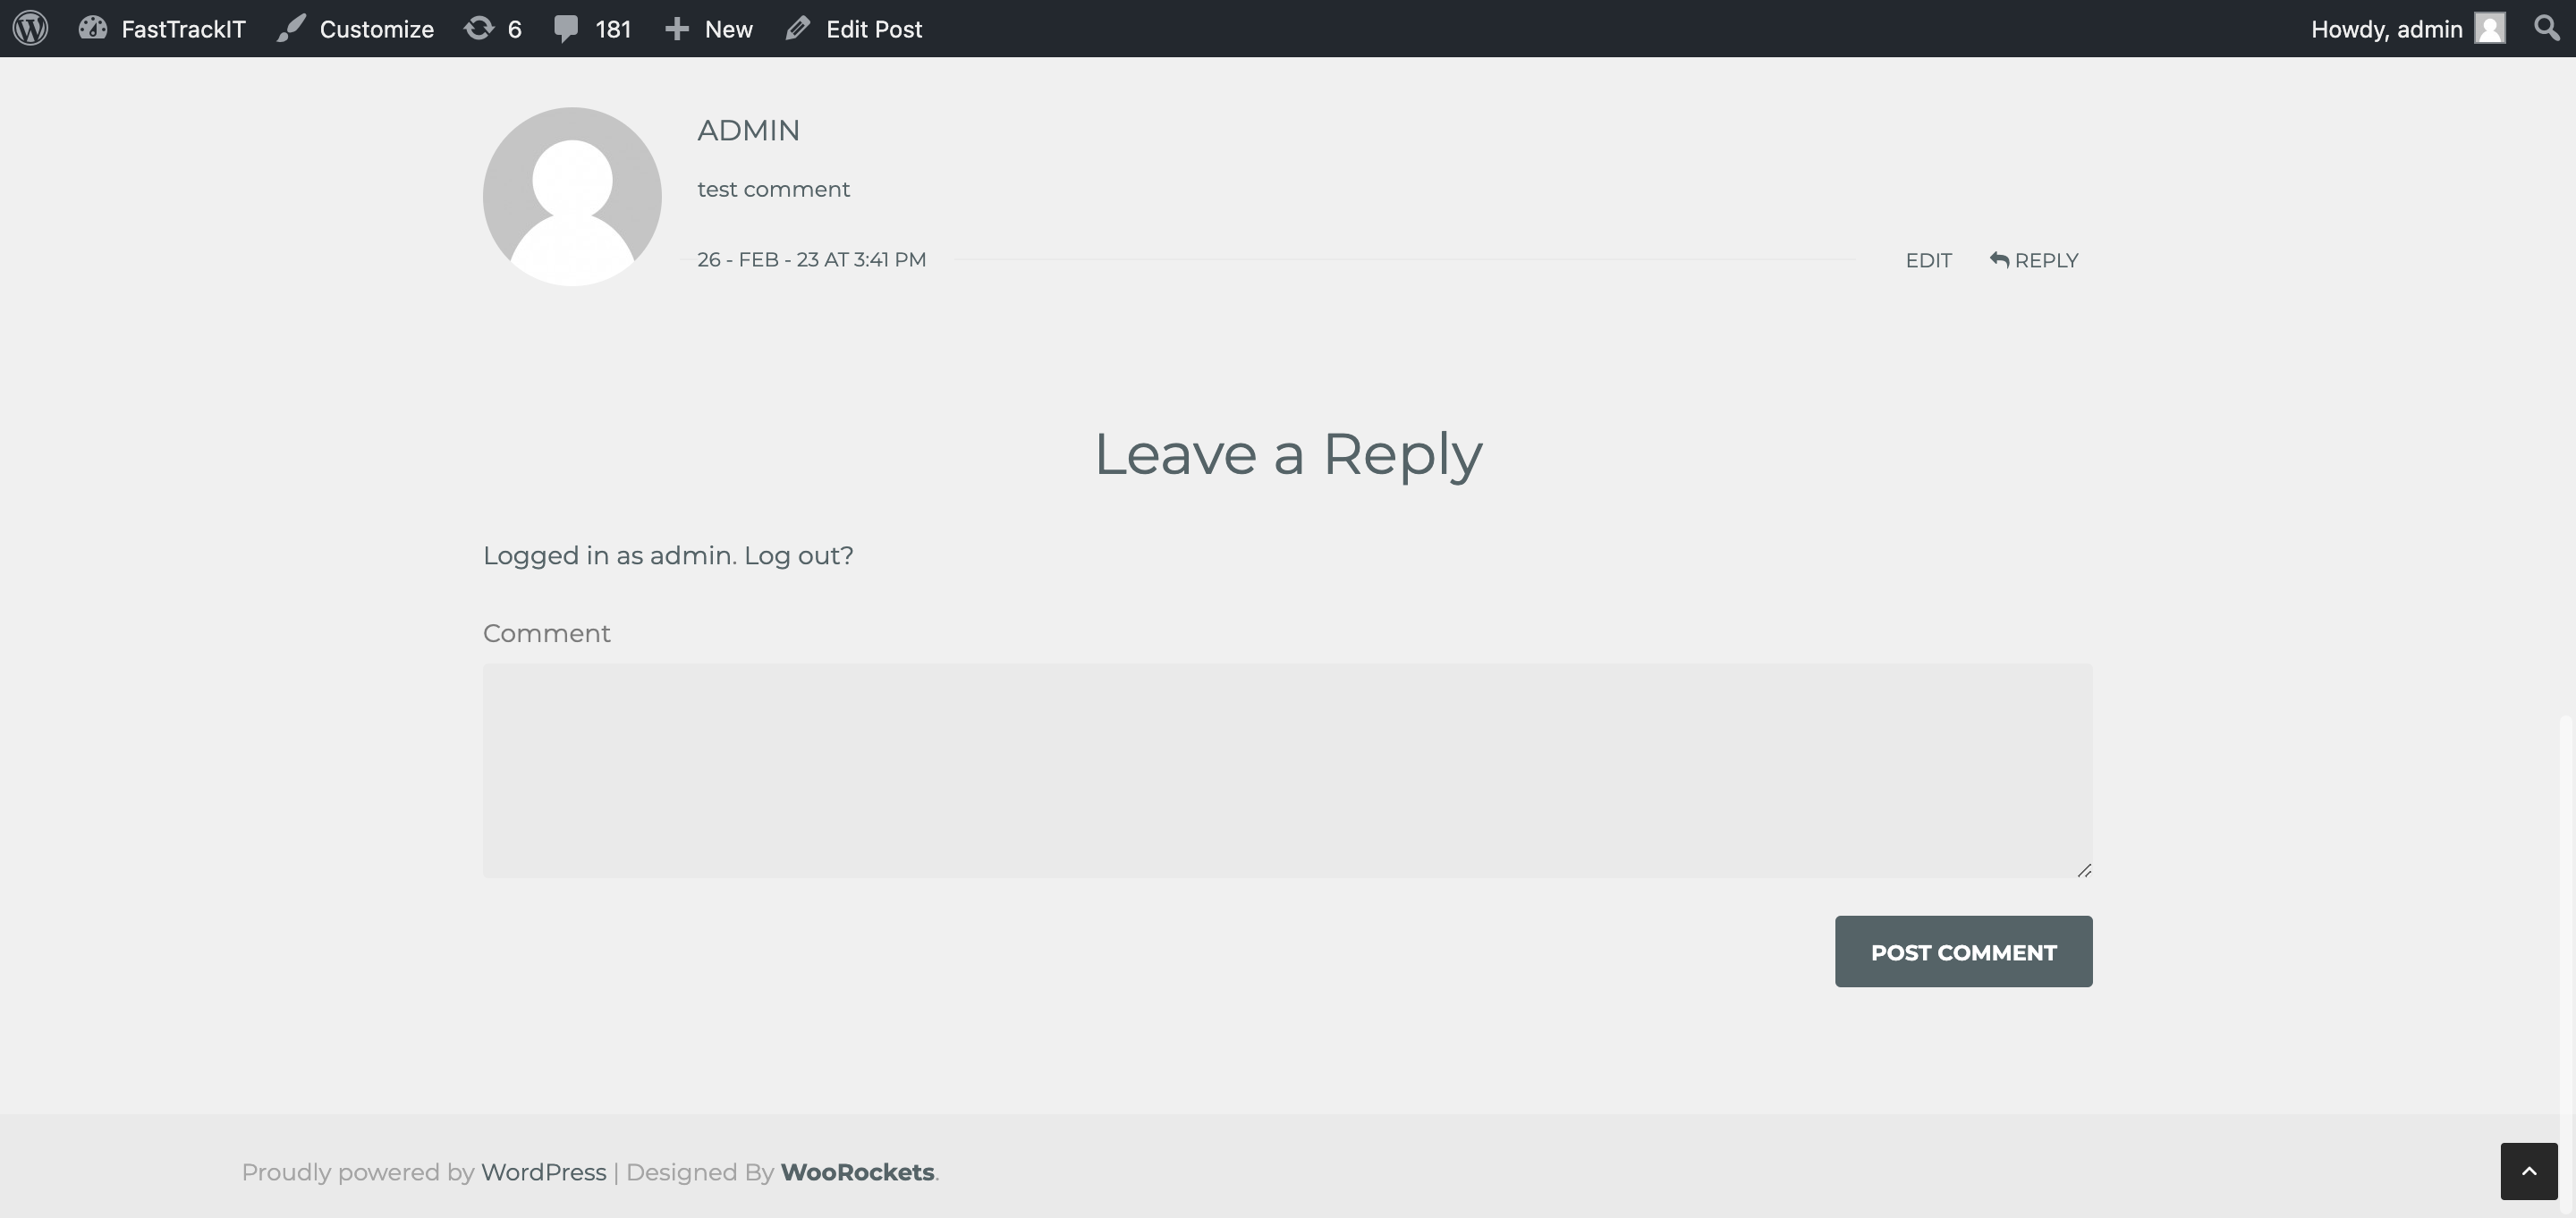 FastTrackIT Customize 6 181 New Edit Post Howdy, admin
ADMIN
test comment
26 - FEB - 23 AT 3:41 PM EDIT REPLY
Leave a Reply
Logged in as admin. Log out?
Comment
POST COMMENT
Proudly powered by WordPress | Designed By WooRockets.